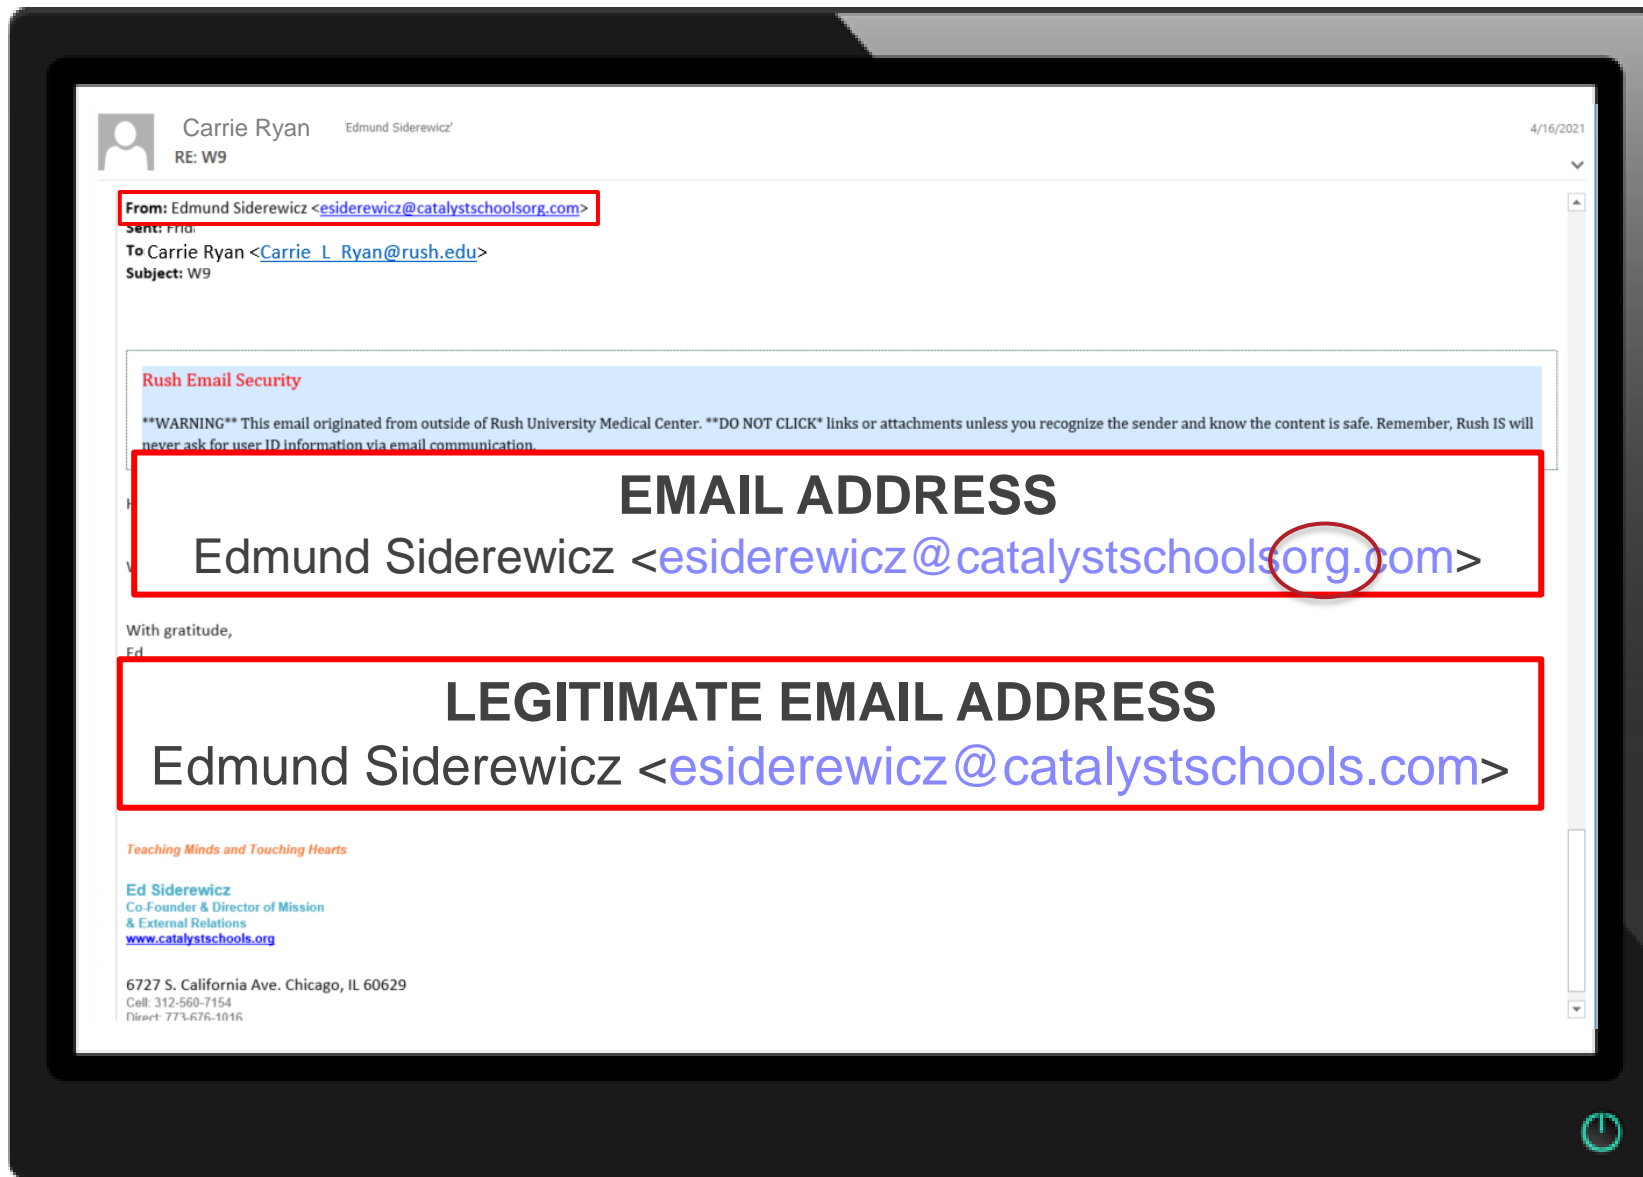 Carrie Ryan 'Edmund Siderewicz' 4/16/2021
RE: W9
From: Edmund Siderewicz <esiderewicz@catalystschoolsorg.com>
Sent:
To Carrie Ryan <Carrie_L_Ryan@rush.edu>
Subject: W9
Rush Email Security
**WARNING** This email originated from outside of Rush University Medical Center. **DO NOT CLICK* links or attachments unless you recognize the sender and know the content is safe. Remember, Rush IS will
never ask for user ID information via email communication.
EMAIL ADDRESS
Edmund Siderewicz <esiderewicz@catalystschoolsorg.com>
With gratitude,
Ed
LEGITIMATE EMAIL ADDRESS
Edmund Siderewicz <esiderewicz@catalystschools.com>
Teaching Minds and Touching Hearts
Ed Siderewicz
Co-Founder & Director of Mission
& External Relations
www.catalystschools.org
6727 S. California Ave. Chicago, IL 60629
Cell: 312-560-7154
Direct: 773-676-1016